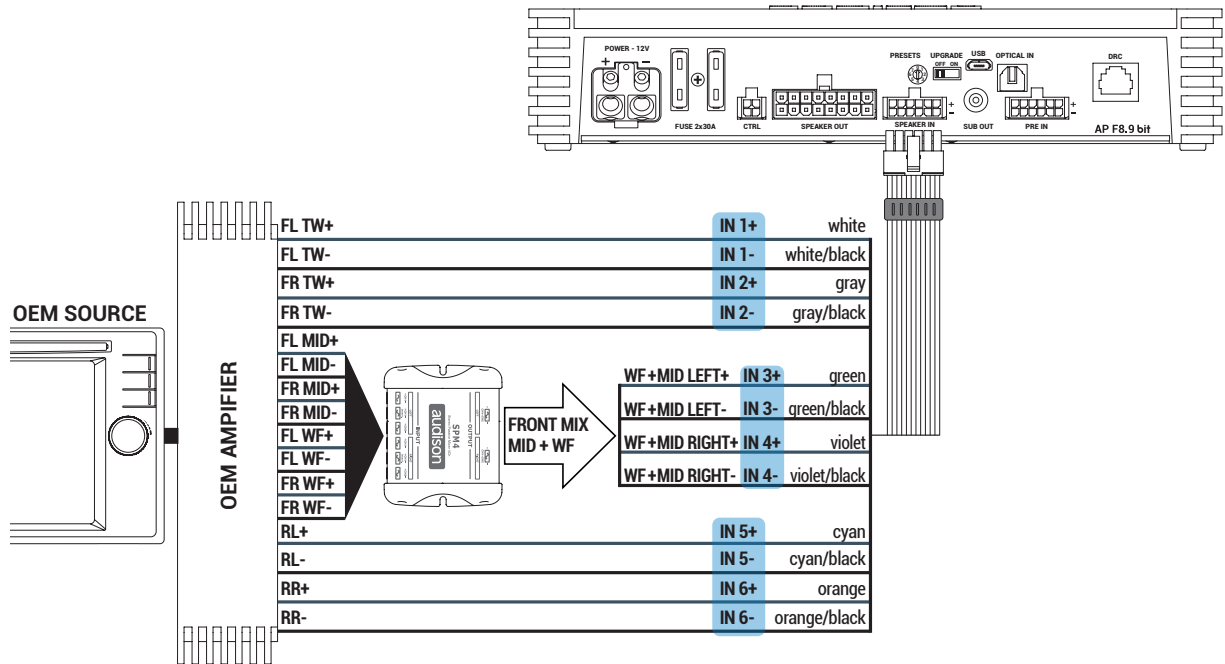 POWER - 12V
+ -
FUSE 2x30A
CTRL
SPEAKER OUT
PRESETS
UPGRADE
OFF ON
USB
OPTICAL IN
DRC
SPEAKER IN
+
-
SUB OUT
PRE IN
+
-
AP F8.9 bit
OEM SOURCE
OEM AMPIFIER
FL TW+ IN 1+ white
FL TW- IN 1- white/black
FR TW+ IN 2+ gray
FR TW- IN 2- gray/black
FL MID+
FL MID-
FR MID+
FR MID-
FL WF+
FL WF-
FR WF+
FR WF-
audison
SPM4
INPUT
OUTPUT
FRONT MIX
MID + WF
WF+MID LEFT+ IN 3+ green
WF+MID LEFT- IN 3- green/black
WF+MID RIGHT+ IN 4+ violet
WF+MID RIGHT- IN 4- violet/black
RL+ IN 5+ cyan
RL- IN 5- cyan/black
RR+ IN 6+ orange
RR- IN 6- orange/black